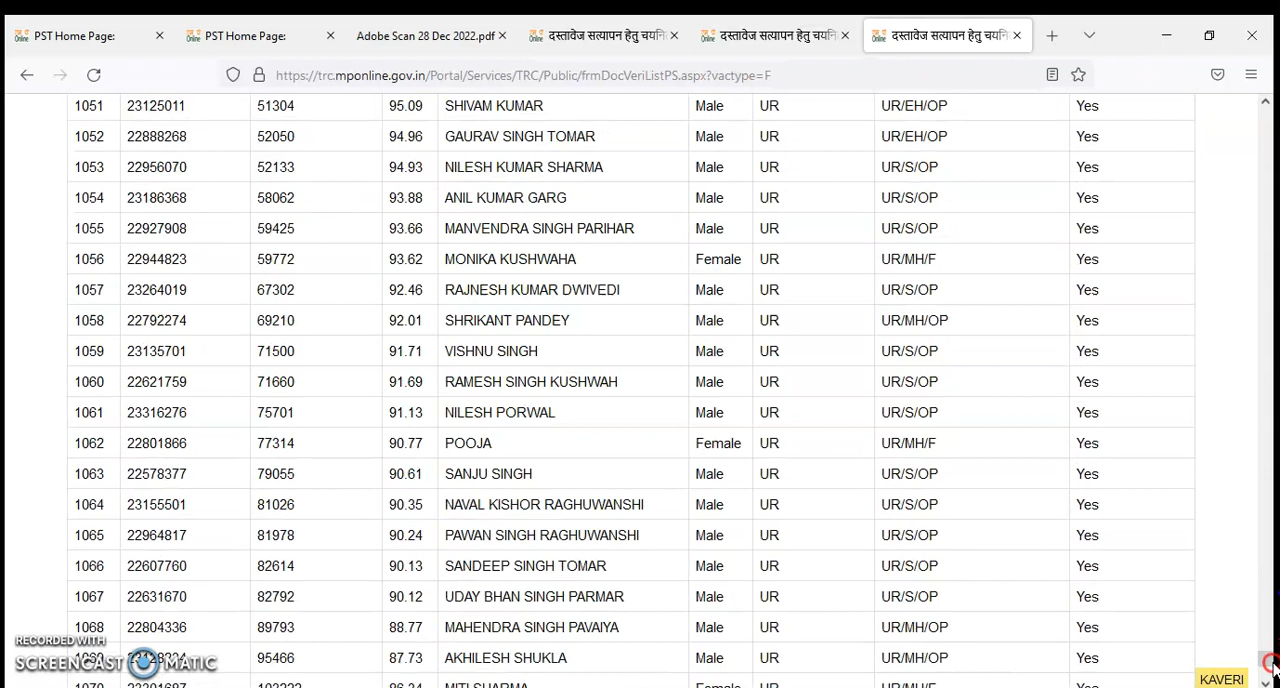 PST Home Page: PST Home Page: Adobe Scan 28 Dec 2022.pdf दस्तावेज सत्यापन हेतु चयनि दस्तावेज सत्यापन हेतु चयनि दस्तावेज सत्यापन हेतु चयनि
https://trc.mponline.gov.in/Portal/Services/TRC/Public/frmDocVeriListPS.aspx?vactype=F
1051 23125011 51304 95.09 SHIVAM KUMAR Male UR UR/EH/OP Yes
1052 22888268 52050 94.96 GAURAV SINGH TOMAR Male UR UR/EH/OP Yes
1053 22956070 52133 94.93 NILESH KUMAR SHARMA Male UR UR/S/OP Yes
1054 23186368 58062 93.88 ANIL KUMAR GARG Male UR UR/S/OP Yes
1055 22927908 59425 93.66 MANVENDRA SINGH PARIHAR Male UR UR/S/OP Yes
1056 22944823 59772 93.62 MONIKA KUSHWAHA Female UR UR/MH/F Yes
1057 23264019 67302 92.46 RAJNESH KUMAR DWIVEDI Male UR UR/S/OP Yes
1058 22792274 69210 92.01 SHRIKANT PANDEY Male UR UR/MH/OP Yes
1059 23135701 71500 91.71 VISHNU SINGH Male UR UR/S/OP Yes
1060 22621759 71660 91.69 RAMESH SINGH KUSHWAH Male UR UR/S/OP Yes
1061 23316276 75701 91.13 NILESH PORWAL Male UR UR/S/OP Yes
1062 22801866 77314 90.77 POOJA Female UR UR/MH/F Yes
1063 22578377 79055 90.61 SANJU SINGH Male UR UR/S/OP Yes
1064 23155501 81026 90.35 NAVAL KISHOR RAGHUWANSHI Male UR UR/S/OP Yes
1065 22964817 81978 90.24 PAWAN SINGH RAGHUWANSHI Male UR UR/S/OP Yes
1066 22607760 82614 90.13 SANDEEP SINGH TOMAR Male UR UR/S/OP Yes
1067 22631670 82792 90.12 UDAY BHAN SINGH PARMAR Male UR UR/S/OP Yes
1068 22804336 89793 88.77 MAHENDRA SINGH PAVAIYA Male UR UR/MH/OP Yes
RECORDED WITH
95466 87.73 AKHILESH SHUKLA Male UR UR/MH/OP Yes
SCREENCAST MATIC
KAVERI